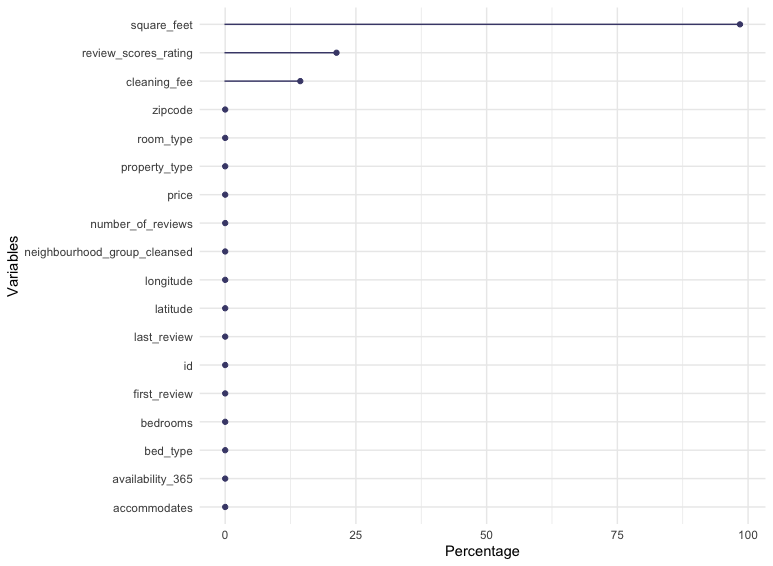 square_feet
review_scores_rating
cleaning_fee
zipcode
room_type
property_type
price
number_of_reviews
neighbourhood_group_cleansed
longitude
latitude
last_review
id
first_review
bedrooms
bed_type
availability_365
accommodates
Variables
0 25 50 75 100
Percentage